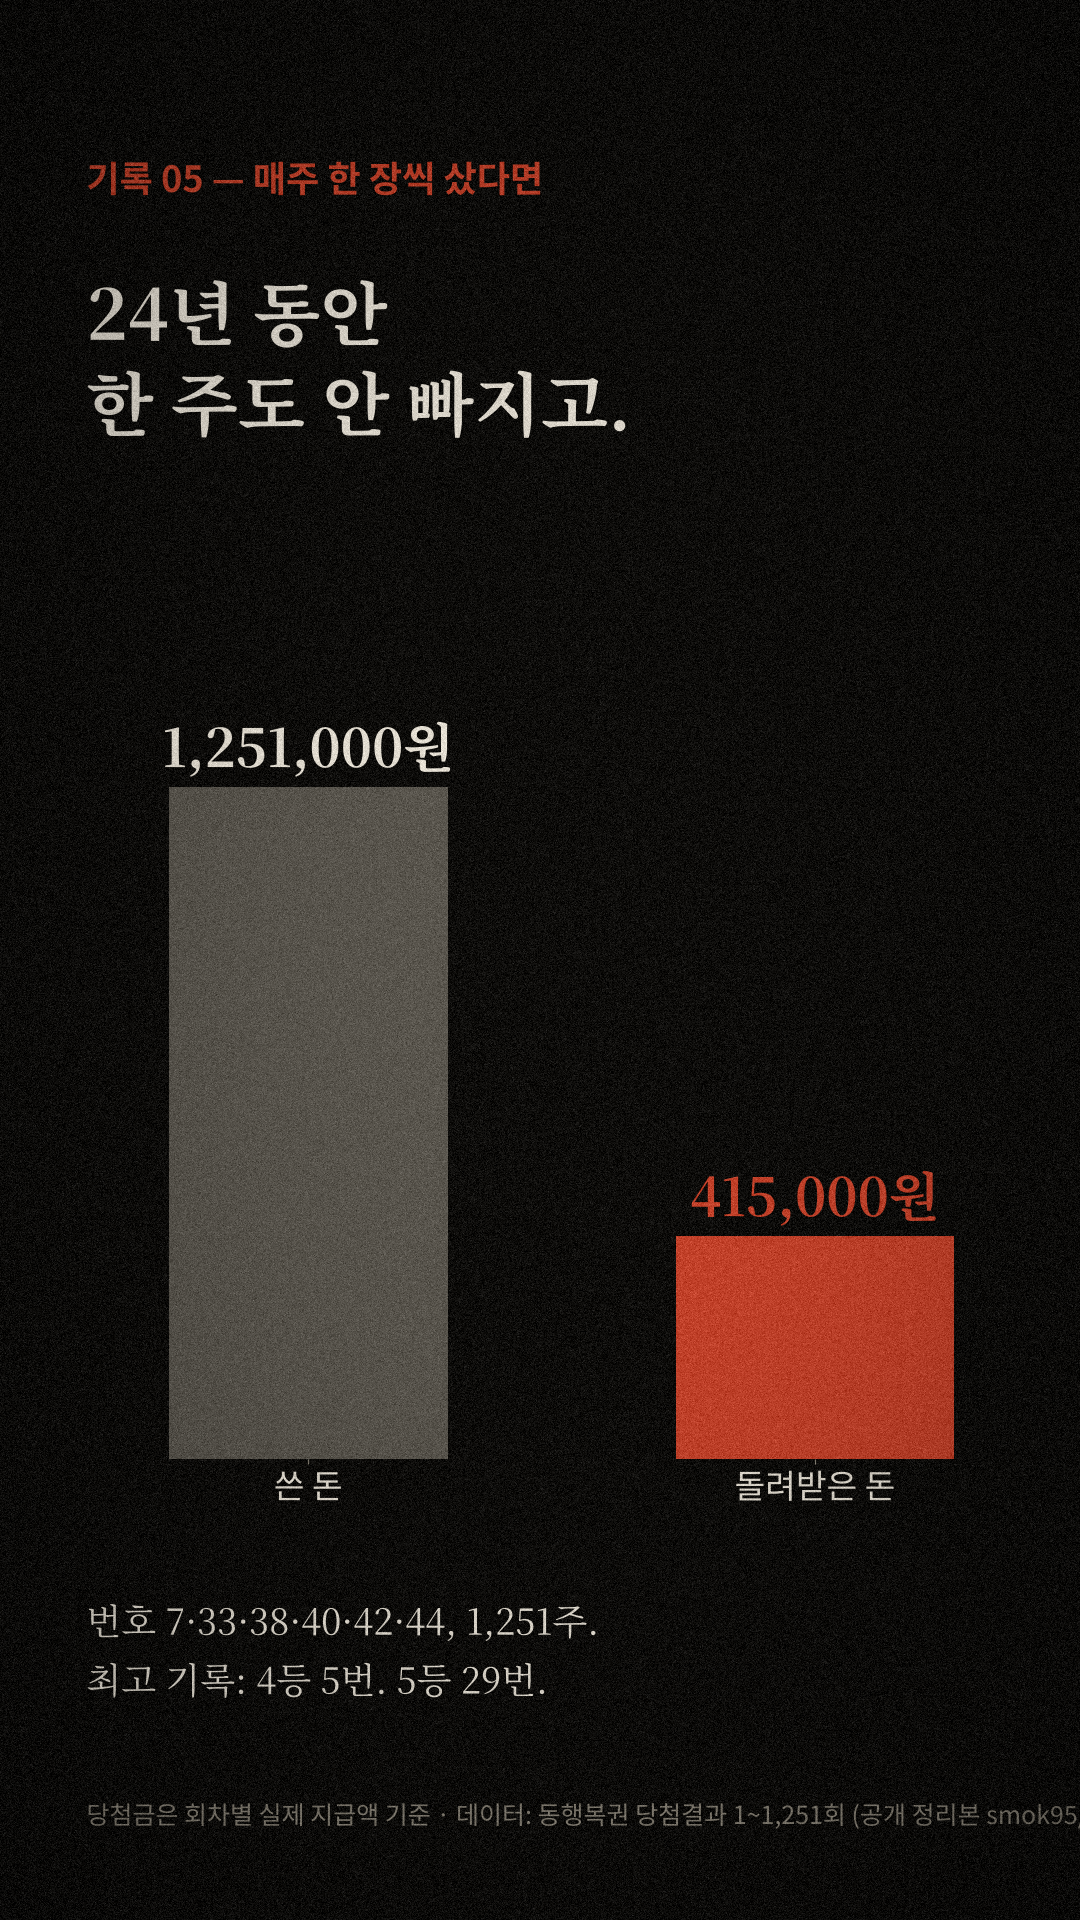 기록 05 — 매주 한 장씩 샀다면
24년 동안
한 주도 안 빠지고.
1,251,000원
415,000원
쓴 돈
돌려받은 돈
번호 7·33·38·40·42·44, 1,251주.
최고 기록: 4등 5번. 5등 29번.
당첨금은 회차별 실제 지급액 기준 · 데이터: 동행복권 당첨결과 1~1,251회 (공개 정리본 smok95/